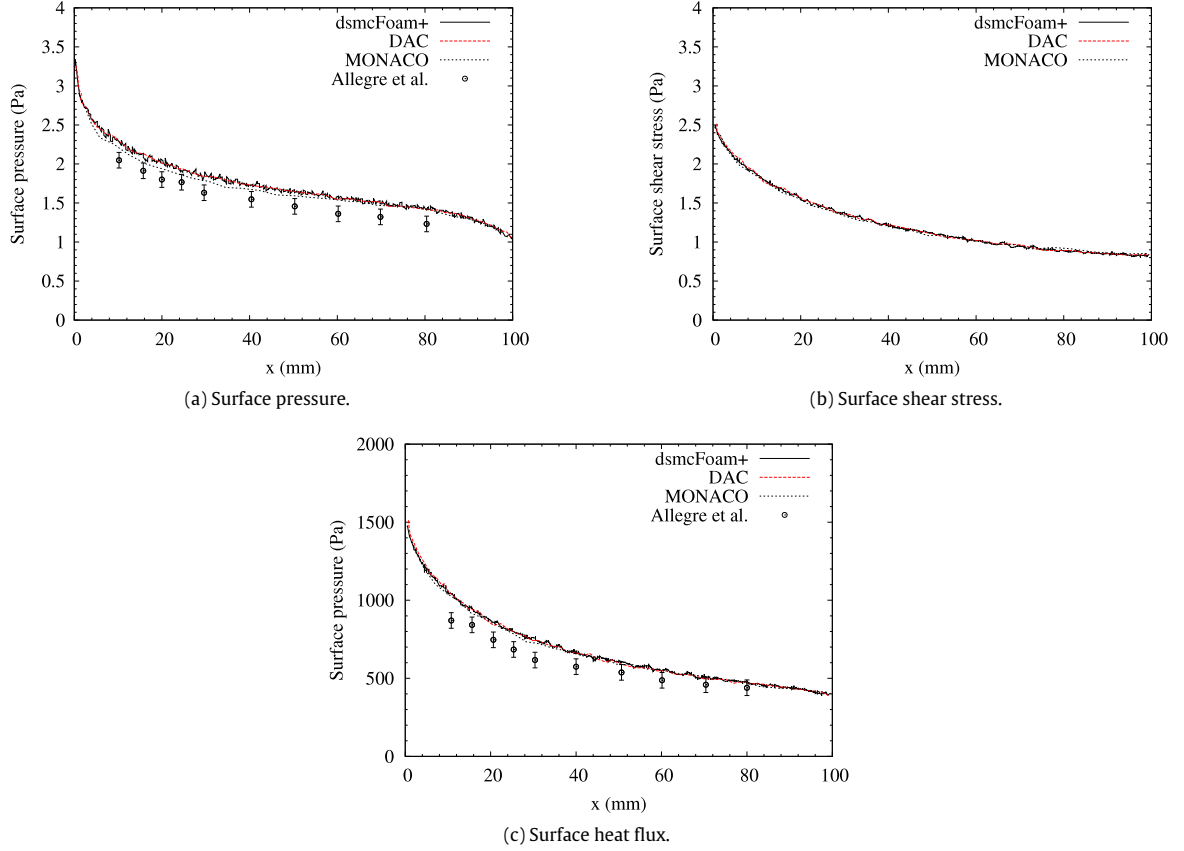 4
3.5
3
2.5
2
1.5
1
0.5
0
Surface pressure (Pa)
dsmcFoam+
DAC
MONACO
Allegre et al.
0 20 40 60 80 100
x (mm)
(a) Surface pressure.
4
3.5
3
2.5
2
1.5
1
0.5
0
Surface shear stress (Pa)
dsmcFoam+
DAC
MONACO
0 20 40 60 80 100
x (mm)
(b) Surface shear stress.
2000
1500
1000
500
0
Surface pressure (Pa)
dsmcFoam+
DAC
MONACO
Allegre et al.
0 20 40 60 80 100
x (mm)
(c) Surface heat flux.